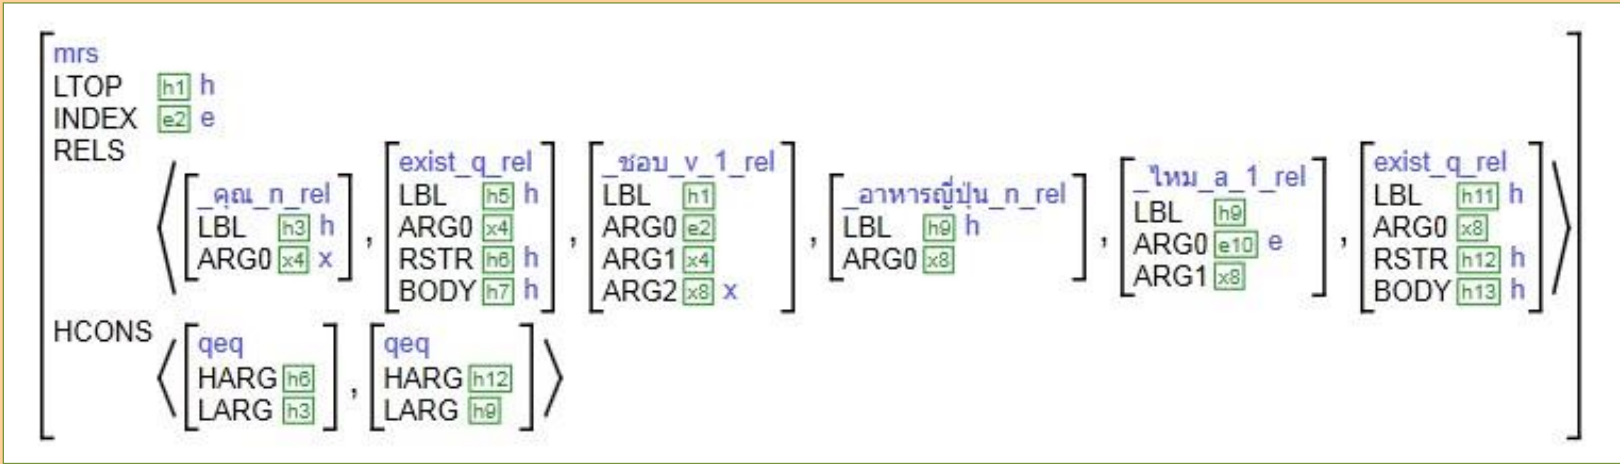 mrs
LTOP h1 h
INDEX e2 e
RELS
_คุณ_n_rel
LBL h3 h
ARG0 x4 x
,
exist_q_rel
LBL h5 h
ARG0 x4
RSTR h6 h
BODY h7 h
,
_ชอบ_v_1_rel
LBL h1
ARG0 e2
ARG1 x4
ARG2 x8 x
,
_อาหารญี่ปุ่น_n_rel
LBL h9 h
ARG0 x8
,
_ไหม_a_1_rel
LBL h9
ARG0 e10 e
ARG1 x8
,
exist_q_rel
LBL h11 h
ARG0 x8
RSTR h12 h
BODY h13 h
HCONS
qeq
HARG h6
LARG h3
,
qeq
HARG h12
LARG h9